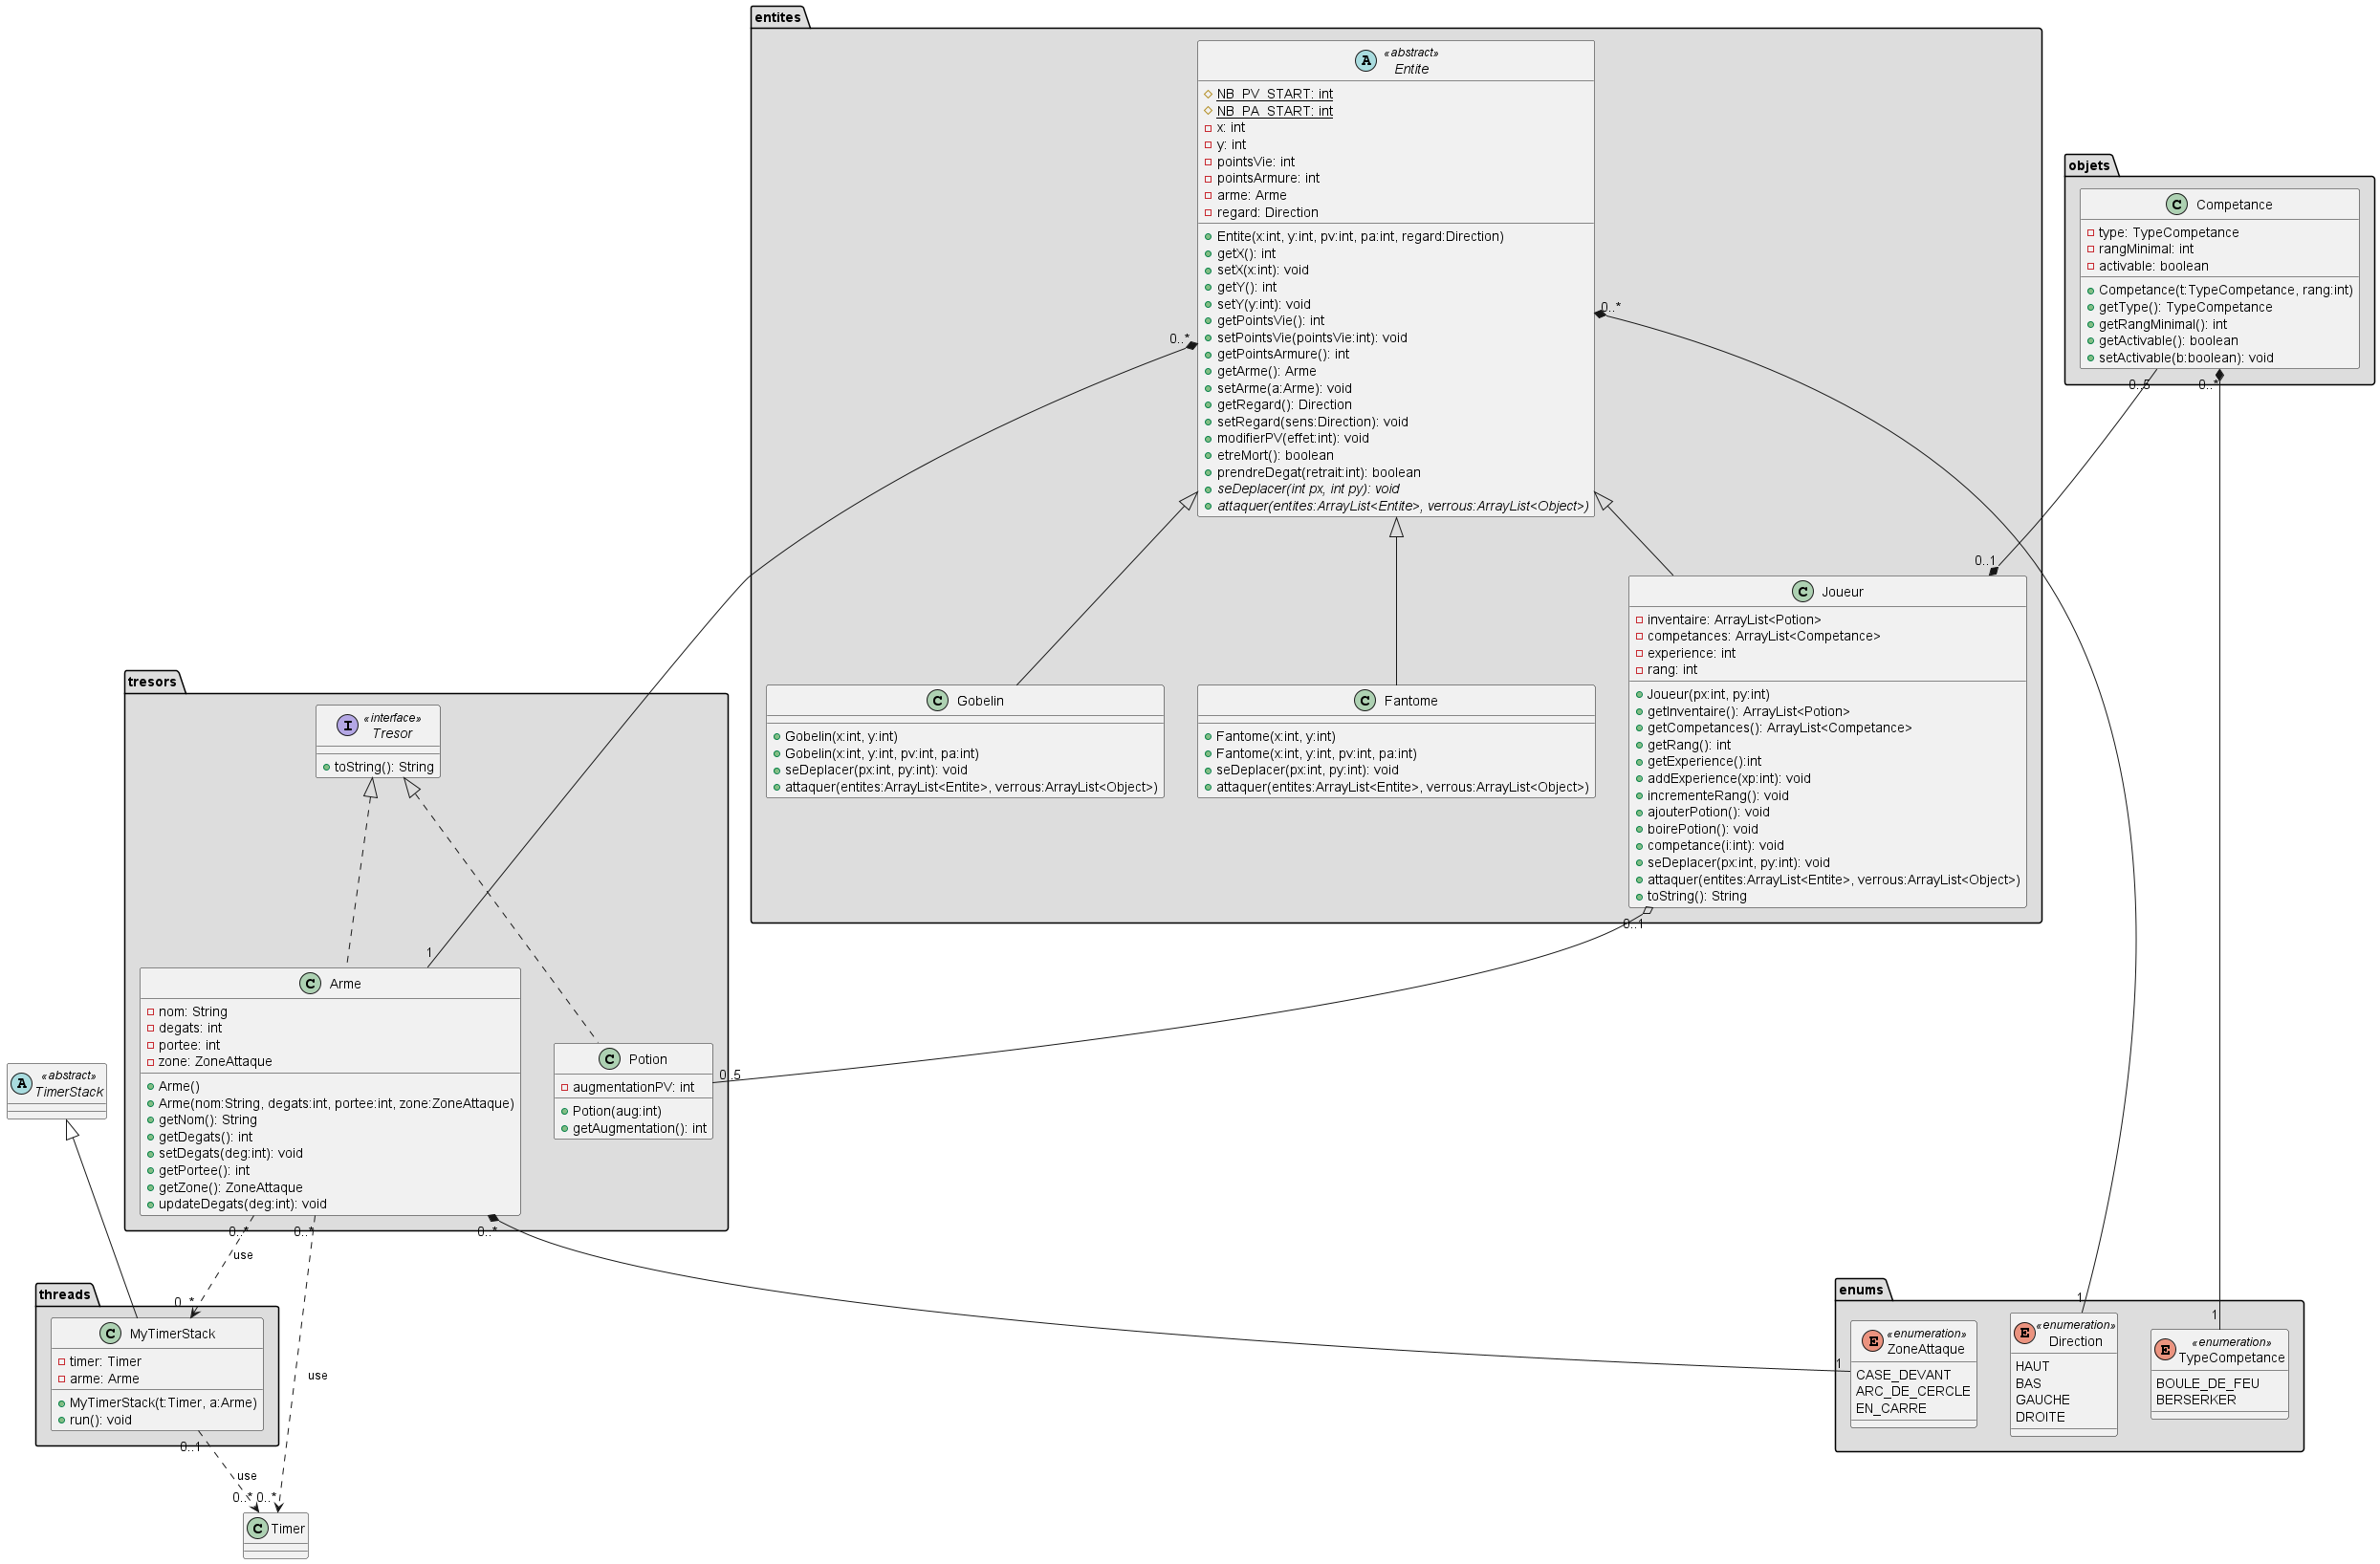 entites
«abstract»
Entite
NB_PV_START: int
NB_PA_START: int
x: int
y: int
pointsVie: int
pointsArmure: int
arme: Arme
regard: Direction
Entite(x:int, y:int, pv:int, pa:int, regard:Direction)
getX(): int
setX(x:int): void
getY(): int
setY(y:int): void
getPointsVie(): int
setPointsVie(pointsVie:int): void
getPointsArmure(): int
getArme(): Arme
setArme(a:Arme): void
getRegard(): Direction
setRegard(sens:Direction): void
modifierPV(effet:int): void
etreMort(): boolean
prendreDegat(retrait:int): boolean
seDeplacer(int px, int py): void
attaquer(entites:ArrayList<Entite>, verrous:ArrayList<Object>)
0..*
0..*
objets
Competance
type: TypeCompetance
rangMinimal: int
activable: boolean
Competance(t:TypeCompetance, rang:int)
getType(): TypeCompetance
getRangMinimal(): int
getActivable(): boolean
setActivable(b:boolean): void
0..5
0..*
0..1
Joueur
inventaire: ArrayList<Potion>
competances: ArrayList<Competance>
experience: int
rang: int
Joueur(px:int, py:int)
getInventaire(): ArrayList<Potion>
getCompetances(): ArrayList<Competance>
getRang(): int
getExperience():int
addExperience(xp:int): void
incrementeRang(): void
ajouterPotion(): void
boirePotion(): void
competance(i:int): void
seDeplacer(px:int, py:int): void
attaquer(entites:ArrayList<Entite>, verrous:ArrayList<Object>)
toString(): String
0..1
Gobelin
Gobelin(x:int, y:int)
Gobelin(x:int, y:int, pv:int, pa:int)
seDeplacer(px:int, py:int): void
attaquer(entites:ArrayList<Entite>, verrous:ArrayList<Object>)
Fantome
Fantome(x:int, y:int)
Fantome(x:int, y:int, pv:int, pa:int)
seDeplacer(px:int, py:int): void
attaquer(entites:ArrayList<Entite>, verrous:ArrayList<Object>)
tresors
«interface»
Tresor
toString(): String
1
Arme
nom: String
degats: int
portee: int
zone: ZoneAttaque
Arme()
Arme(nom:String, degats:int, portee:int, zone:ZoneAttaque)
getNom(): String
getDegats(): int
setDegats(deg:int): void
getPortee(): int
getZone(): ZoneAttaque
updateDegats(deg:int): void
Potion
augmentationPV: int
Potion(aug:int)
getAugmentation(): int
0..5
«abstract»
TimerStack
0..*
0..*
0..*
use
use
0..*
threads
MyTimerStack
timer: Timer
arme: Arme
MyTimerStack(t:Timer, a:Arme)
run(): void
0..1
use
0..*
0..*
Timer
enums
1
1
1
«enumeration»
ZoneAttaque
CASE_DEVANT
ARC_DE_CERCLE
EN_CARRE
«enumeration»
Direction
HAUT
BAS
GAUCHE
DROITE
«enumeration»
TypeCompetance
BOULE_DE_FEU
BERSERKER